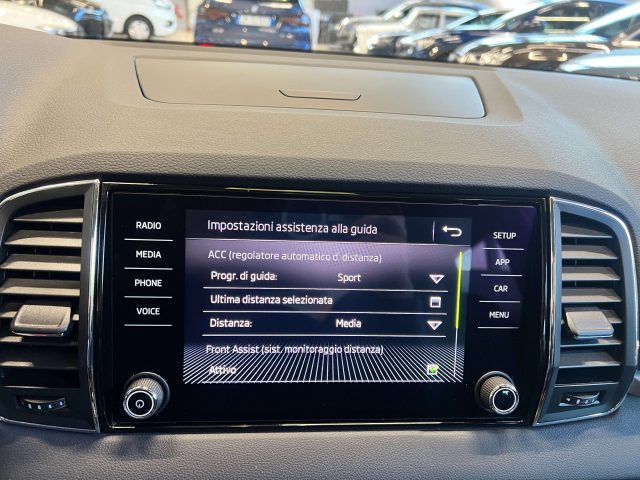 RADIO
MEDIA
PHONE
VOICE
Impostazioni assistenza alla guida
ACC (regolatore automatico d. distanza)
Progr. di guida: Sport
Ultima distanza selezionata
Distanza: Media
Front Assist (sist. monitoraggio distanza)
Attivo
SETUP
APP
CAR
MENU